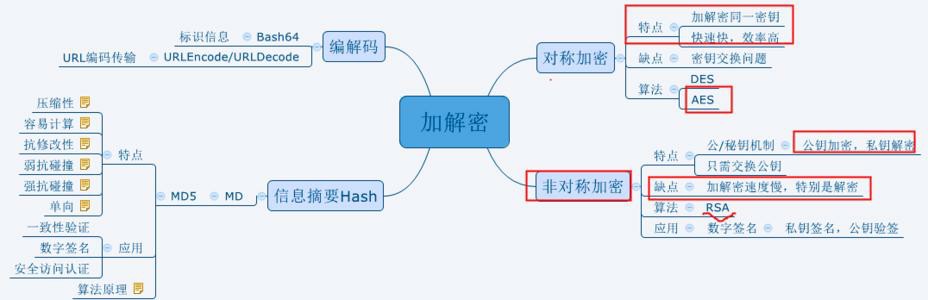 加解密
编解码
标识信息 Bash64
URL编码传输 URLEncode/URLDecode
信息摘要Hash
MD
MD5
特点
压缩性
容易计算
抗修改性
弱抗碰撞
强抗碰撞
单向
应用
一致性验证
数字签名
安全访问认证
算法原理
对称加密
特点
加解密同一密钥
快速快，效率高
缺点 密钥交换问题
算法
DES
AES
非对称加密
特点
公/秘钥机制 公钥加密，私钥解密
只需交换公钥
缺点 加解密速度慢，特别是解密
算法 RSA
应用 数字签名 私钥签名，公钥验签